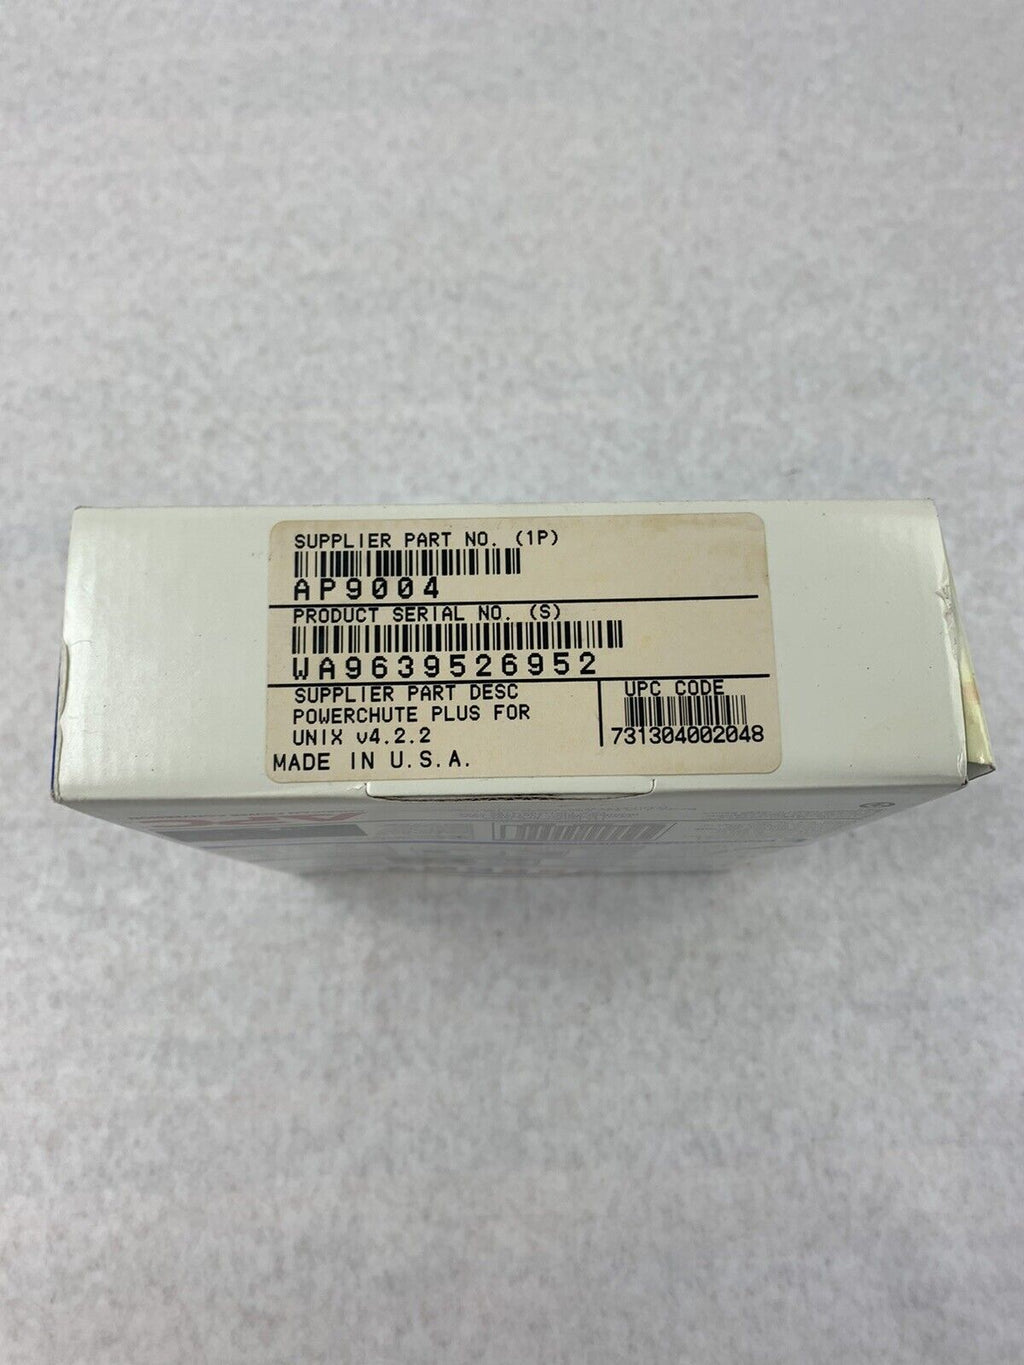 SUPPLIER PART NO. (1P)
AP9004
PRODUCT SERIAL NO. (S)
WA9639526952
SUPPLIER PART DESC
POWERCHUTE PLUS FOR
UNIX v4.2.2
MADE IN U.S.A.
UPC CODE
731304002048
APC